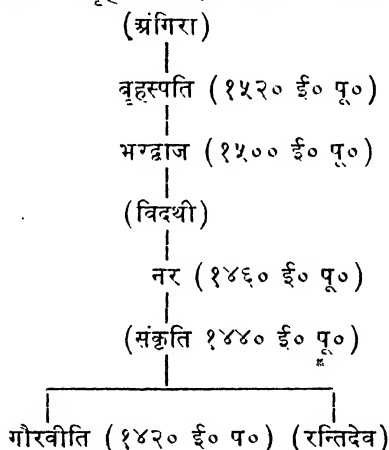 (अंगिरा)
बृहस्पति (१५२० ई० पू०)
भरद्वाज (१५०० ई० पू०)
(विदथी)
नर (१४६० ई० पू०)
(संकृति १४४० ई० पू०)
गौरवीति (१४२० ई० प०) (रन्तिदेव)